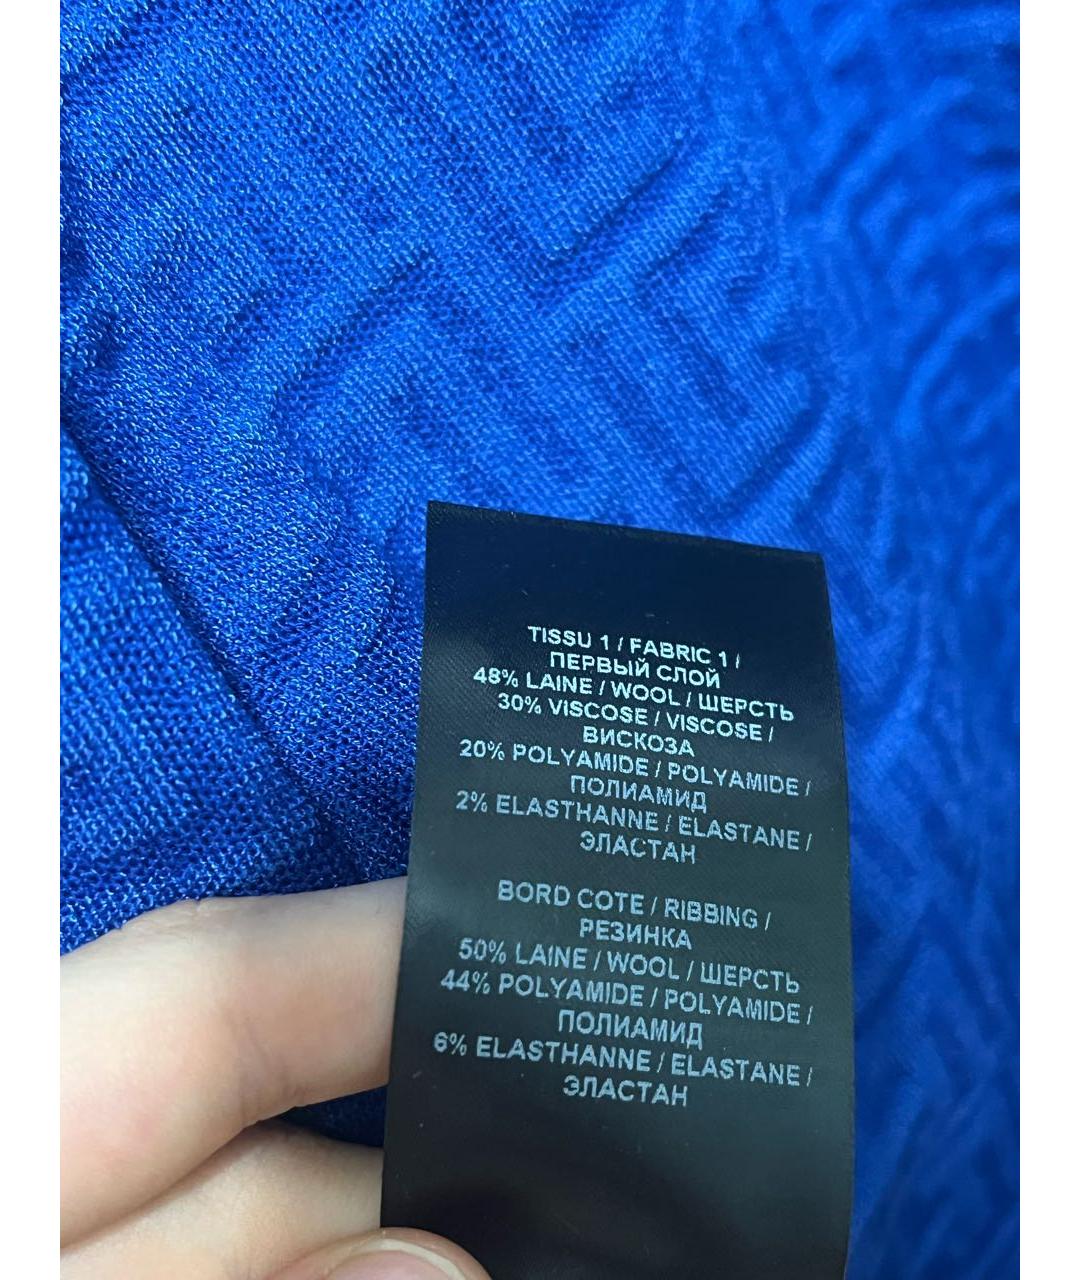 TISSU 1 / FABRIC 1 /
ПЕРВЫЙ СЛОЙ
48% LAINE / WOOL / ШЕРСТЬ
30% VISCOSE / VISCOSE /
ВИСКОЗА
20% POLYAMIDE / POLYAMIDE /
ПОЛИАМИД
2% ELASTHANNE / ELASTANE /
ЭЛАСТАН
BORD COTE / RIBBING /
РЕЗИНКА
50% LAINE / WOOL / ШЕРСТЬ
44% POLYAMIDE / POLYAMIDE /
ПОЛИАМИД
6% ELASTHANNE / ELASTANE /
ЭЛАСТАН